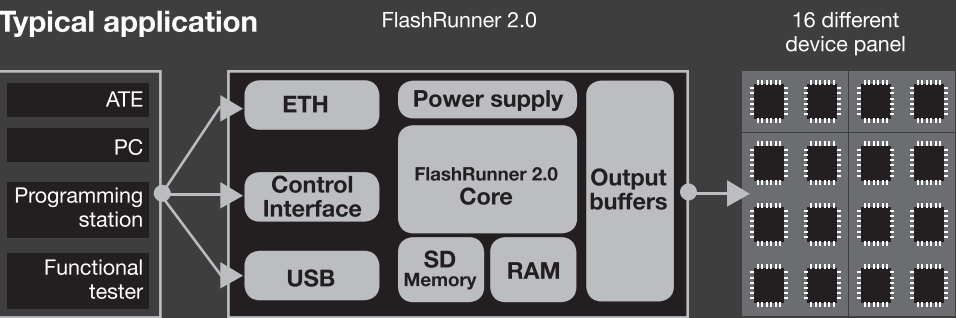 Typical application
FlashRunner 2.0
16 different
device panel
ATE
PC
Programming
station
Functional
tester
ETH
Control
Interface
USB
Power supply
FlashRunner 2.0
Core
SD
Memory
RAM
Output
buffers